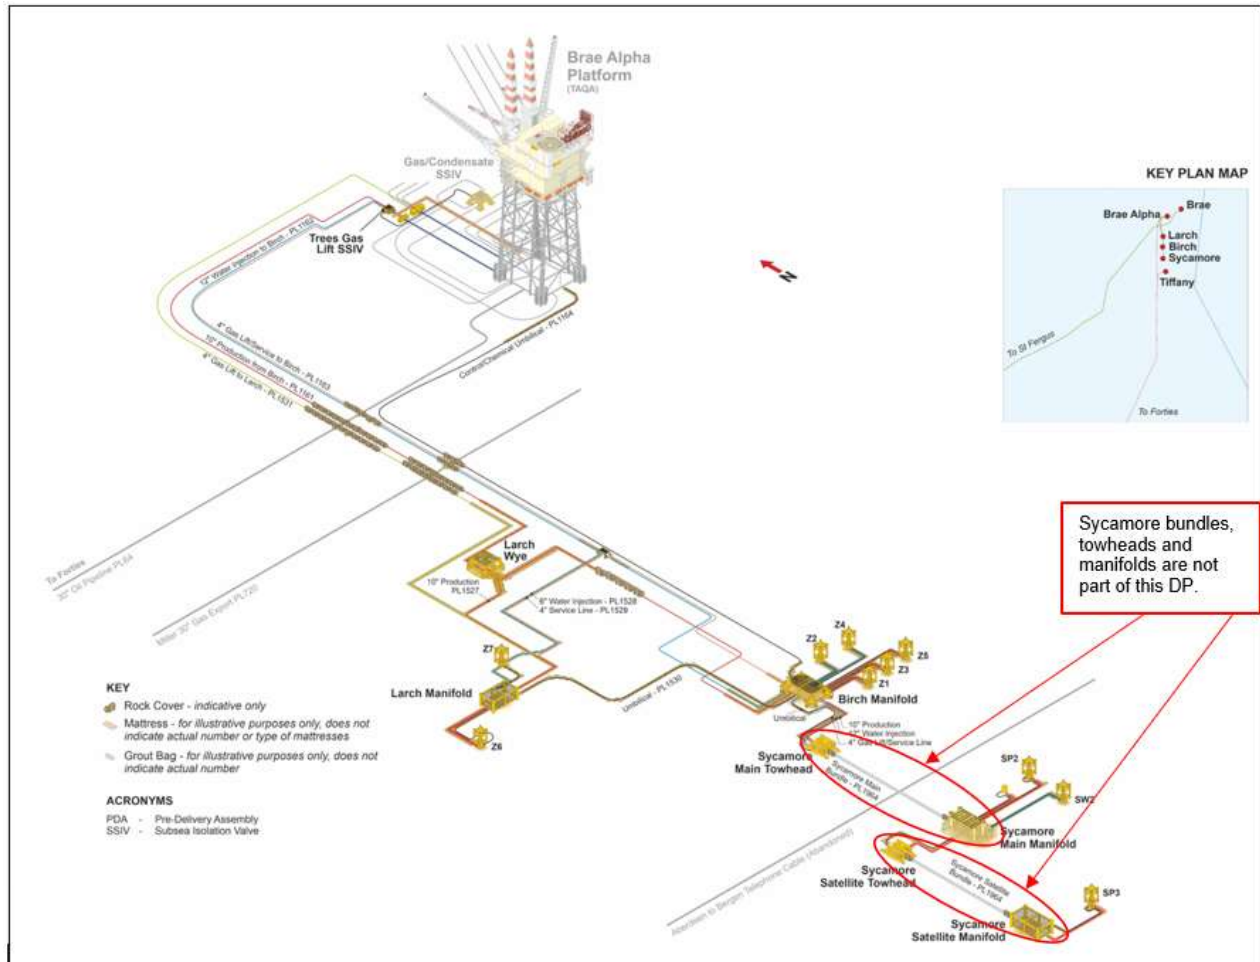 Brae Alpha
Platform
(TAQA)
Gas/Condensate
SSIV
Trees Gas
Lift SSIV
12" Water Injection to Birch - PL1162
4" Gas Lift/Service to Birch - PL1163
10" Production from Birch - PL1161
4" Gas Lift to Larch - PL1531
Control/Chemical Umbilical - PL1164
N
KEY PLAN MAP
Brae Alpha
Brae
Larch
Birch
Sycamore
Tiffany
To St Fergus
To Forties
To Forties
30" Oil Pipeline PL64
Miller 30" Gas Export PL720
Larch
Wye
10" Production
PL1527
6" Water Injection - PL1528
4" Service Line - PL1529
Z7
Larch Manifold
Z6
Umbilical - PL1530
Z2
Z4
Z5
Z3
Z1
Birch Manifold
Umbilical
10" Production
12" Water Injection
4" Gas Lift/Service Line
Sycamore
Main Towhead
Sycamore Main
Bundle - PL1964
SP2
SW2
Sycamore
Main Manifold
Sycamore
Satellite Towhead
Sycamore Satellite
Bundle - PL1964
SP3
Sycamore
Satellite Manifold
Aberdeen to Bergen Telephone Cable (Abandoned)
Sycamore bundles,
towheads and
manifolds are not
part of this DP.
KEY
Rock Cover - indicative only
Mattress - for illustrative purposes only, does not
indicate actual number or type of mattresses
Grout Bag - for illustrative purposes only, does not
indicate actual number
ACRONYMS
PDA - Pre-Delivery Assembly
SSIV - Subsea Isolation Valve